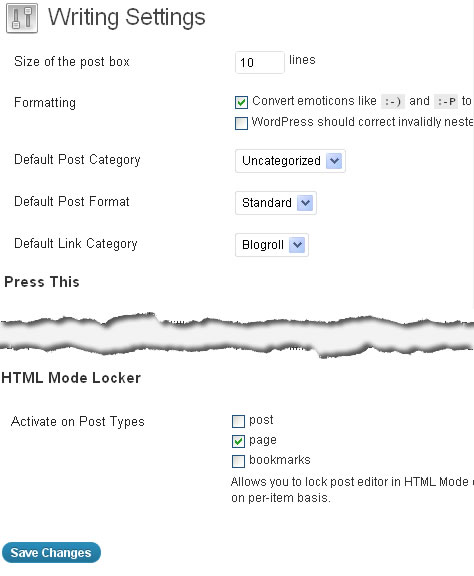 Writing Settings
Size of the post box 10 lines
Formatting Convert emoticons like :-) and :-P to
WordPress should correct invalidly neste
Default Post Category Uncategorized
Default Post Format Standard
Default Link Category Blogroll
Press This
HTML Mode Locker
Activate on Post Types post
page
bookmarks
Allows you to lock post editor in HTML Mode
on per-item basis.
Save Changes